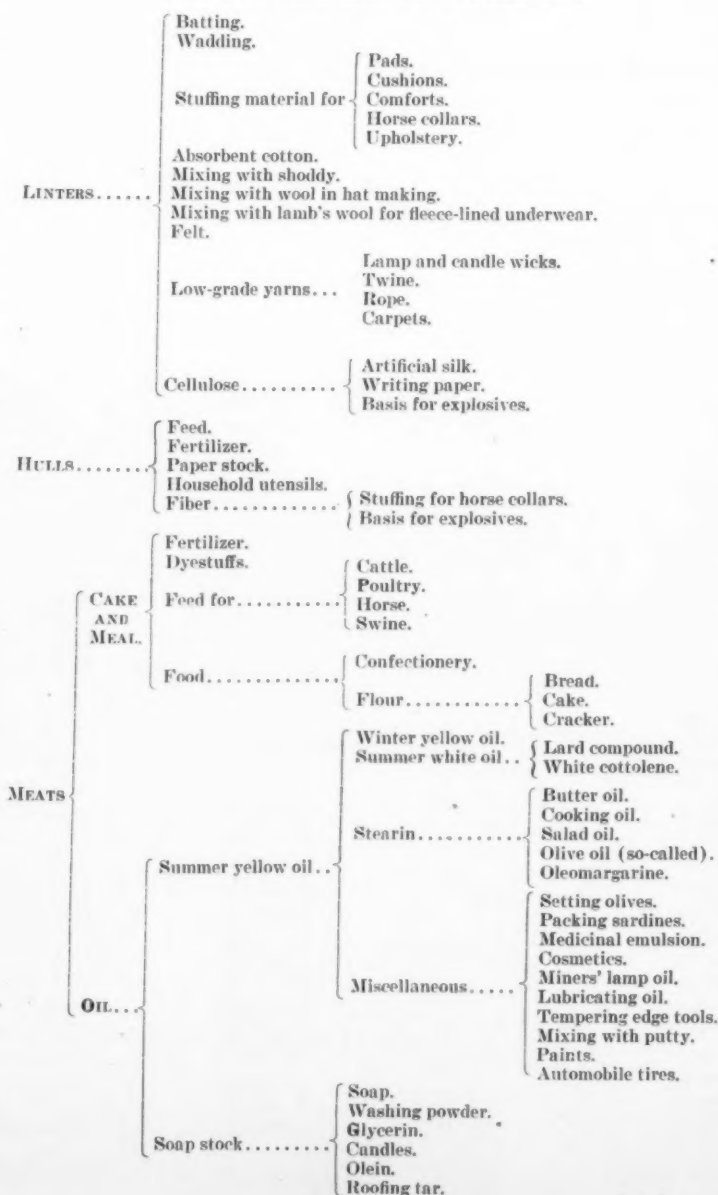 Batting.
Wadding.
Stuffing material for
Pads.
Cushions.
Comforts.
Horse collars.
Upholstery.
LINTERS......
Absorbent cotton.
Mixing with shoddy.
Mixing with wool in hat making.
Mixing with lamb's wool for fleece-lined underwear.
Felt.
Low-grade yarns...
Lamp and candle wicks.
Twine.
Rope.
Carpets.
Cellulose..........
Artificial silk.
Writing paper.
Basis for explosives.
HULLS........
Feed.
Fertilizer.
Paper stock.
Household utensils.
Fiber.............
Stuffing for horse collars.
Basis for explosives.
MEATS
CAKE
AND
MEAL.
Fertilizer.
Dyestuffs.
Feed for...........
Cattle.
Poultry.
Horse.
Swine.
Food.............
Confectionery.
Flour...........
Bread.
Cake.
Cracker.
OIL...
Summer yellow oil..
Winter yellow oil.
Summer white oil..
Lard compound.
White cottolene.
Stearin..........
Butter oil.
Cooking oil.
Salad oil.
Olive oil (so-called).
Oleomargarine.
Miscellaneous.....
Setting olives.
Packing sardines.
Medicinal emulsion.
Cosmetics.
Miners' lamp oil.
Lubricating oil.
Tempering edge tools.
Mixing with putty.
Paints.
Automobile tires.
Soap stock.........
Soap.
Washing powder.
Glycerin.
Candles.
Olein.
Roofing tar.